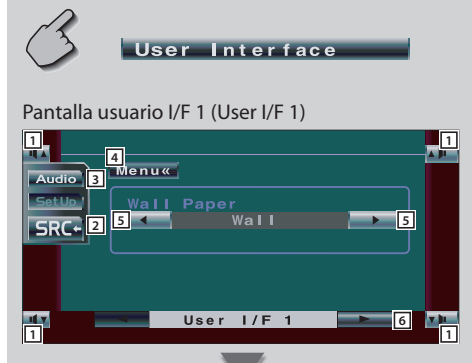 User Interface
Pantalla usuario I/F 1 (User I/F 1)
1 1
4
Menu«
Audio 3
SetUp
Wall Paper
SRC 2
5 Wall 5
User I/F 1 6
1 1